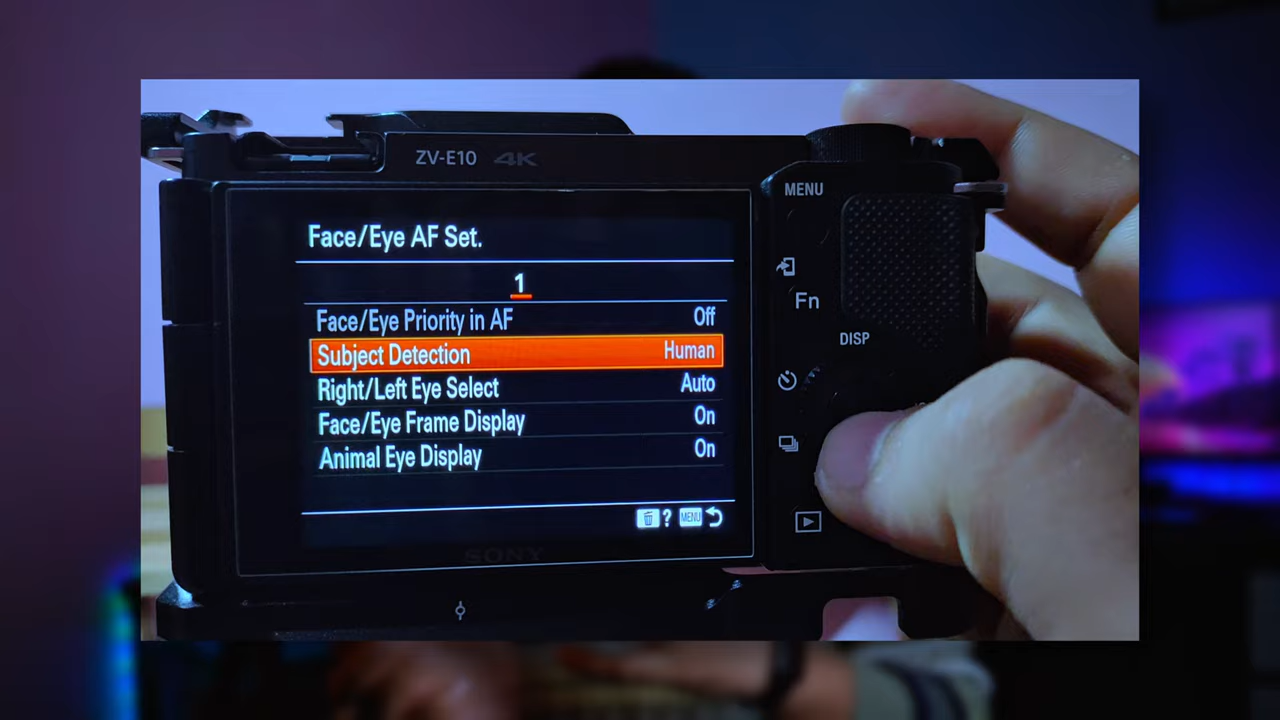 ZV-E10 4K
MENU
Face/Eye AF Set.
1
Face/Eye Priority in AF Off
Subject Detection Human
Right/Left Eye Select Auto
Face/Eye Frame Display On
Animal Eye Display On
? MENU
Fn
DISP
SONY